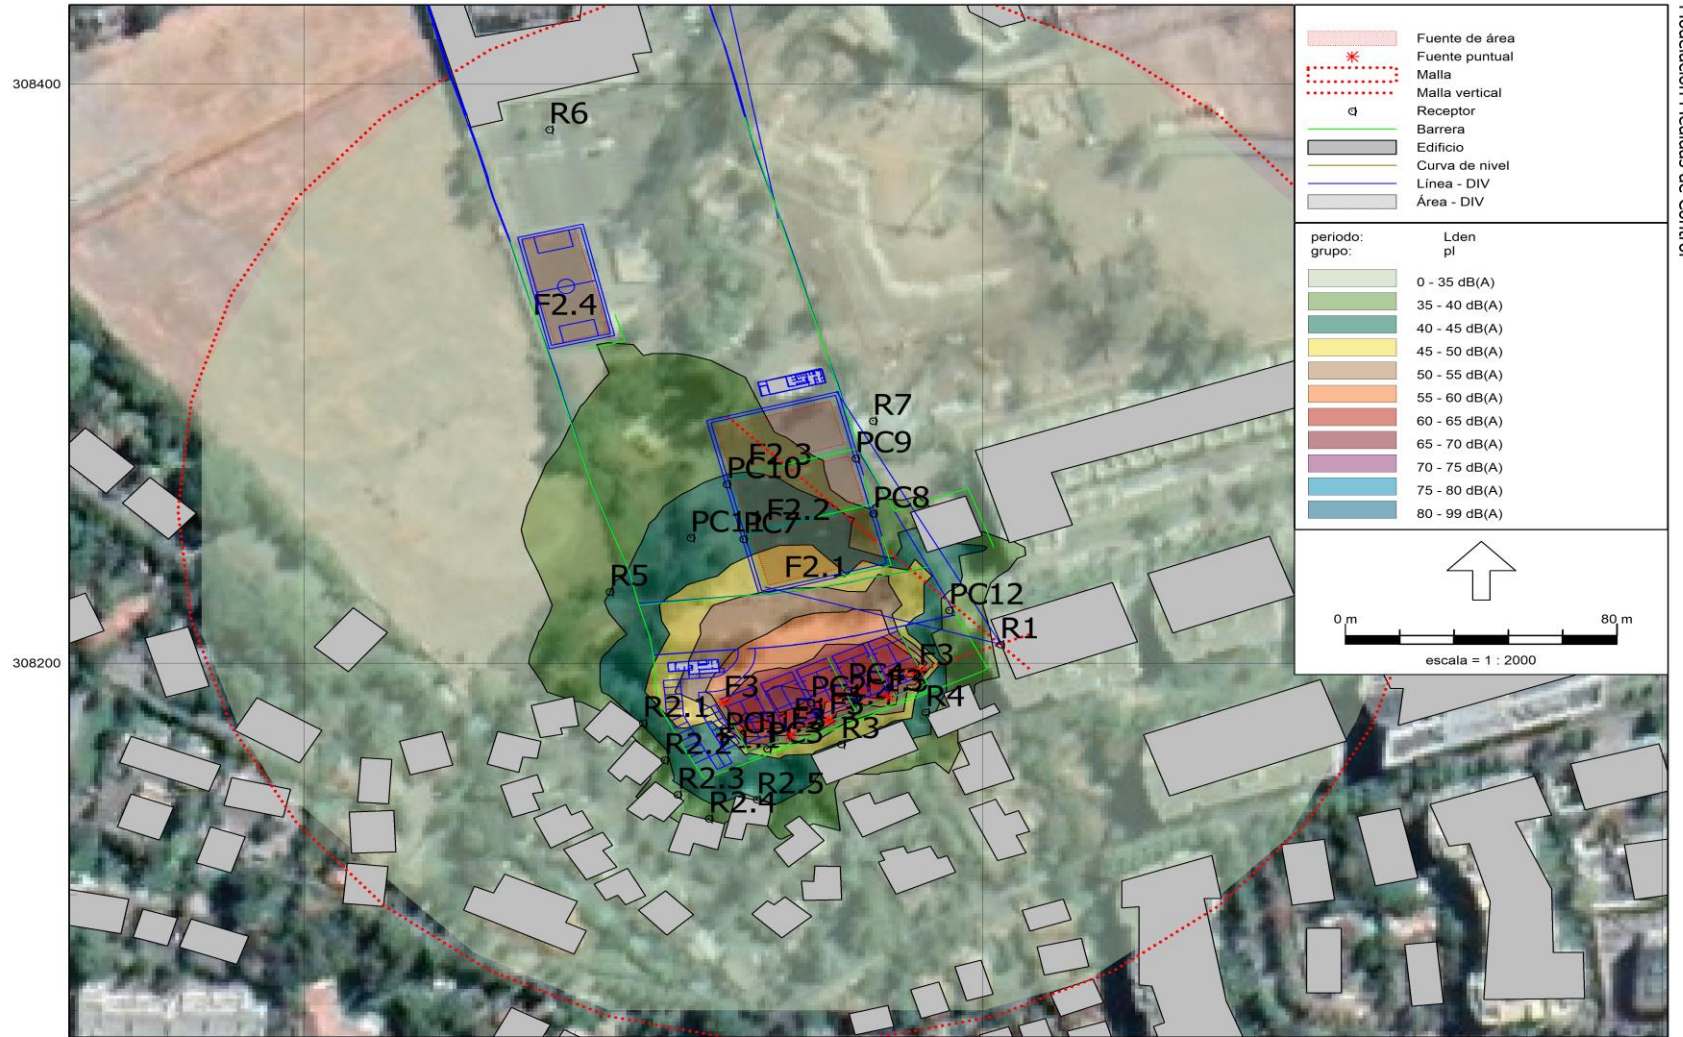 Fuente de área
Fuente puntual
Malla
Malla vertical
Receptor
Barrera
Edificio
Curva de nivel
Línea - DIV
Área - DIV
periodo: Lden
grupo: pl
0 - 35 dB(A)
35 - 40 dB(A)
40 - 45 dB(A)
45 - 50 dB(A)
50 - 55 dB(A)
55 - 60 dB(A)
60 - 65 dB(A)
65 - 70 dB(A)
70 - 75 dB(A)
75 - 80 dB(A)
80 - 99 dB(A)
0 m 80 m
escala = 1 : 2000
308400
R6
F2.4
R7
PC9
F2.3
PC10
PC8
F2.2
PC7
F2.1
R5
PC12
R1
308200
F3
F3
R2.1
R4
R3
R2.2
PC3
R2.3
R2.5
R2.4